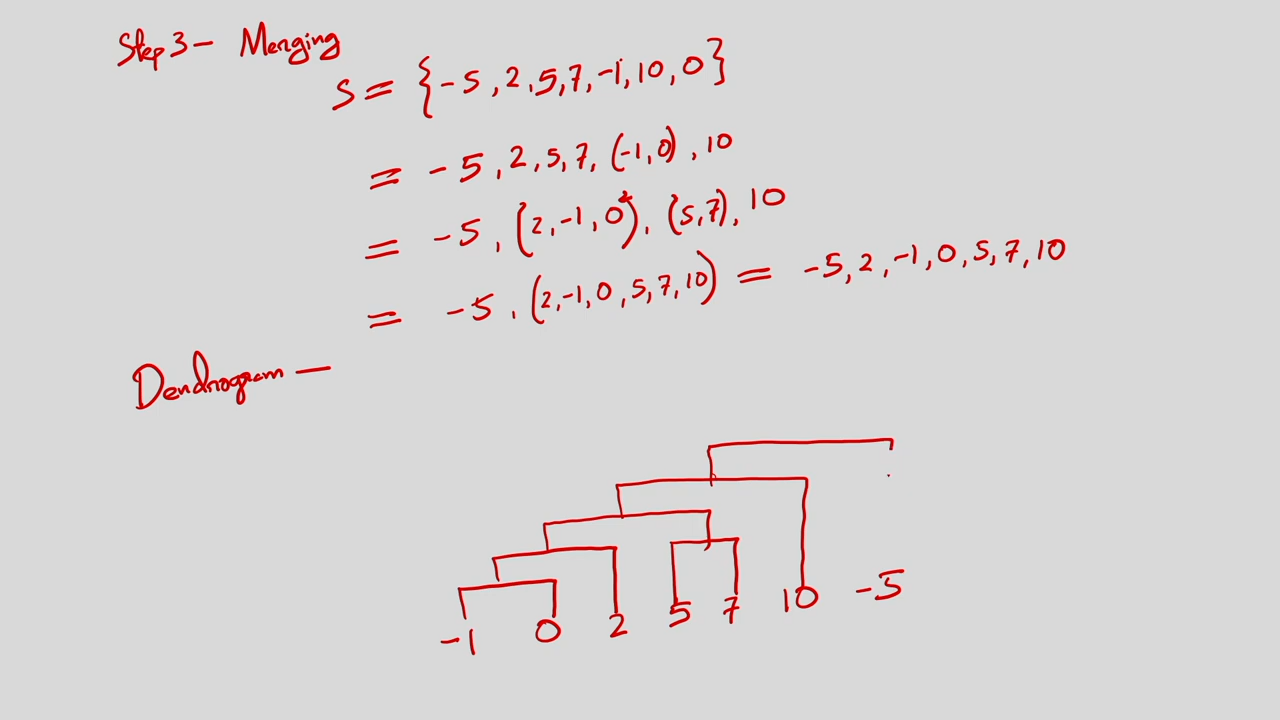 Step 3 - Merging
S = {-5, 2, 5, 7, -1, 10, 0}
= -5, 2, 5, 7, (-1, 0), 10
= -5, (2, -1, 0), (5, 7), 10
= -5, (2, -1, 0, 5, 7, 10) = -5, 2, -1, 0, 5, 7, 10
Dendrogram —
-1 0 2 5 7 10 -5